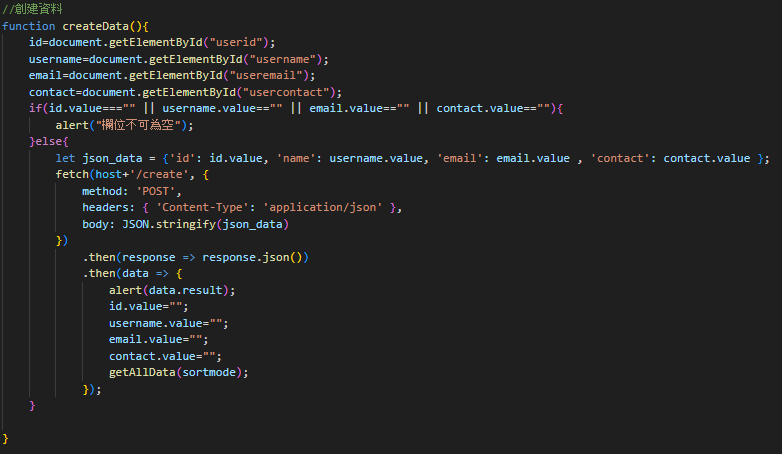 //創建資料
function createData(){
    id=document.getElementById("userid");
    username=document.getElementById("username");
    email=document.getElementById("useremail");
    contact=document.getElementById("usercontact");
    if(id.value==="" || username.value=="" || email.value=="" || contact.value==""){
        alert("欄位不可為空");
    }else{
        let json_data = {'id': id.value, 'name': username.value, 'email': email.value , 'contact': contact.value };
        fetch(host+'/create', {
            method: 'POST',
            headers: { 'Content-Type': 'application/json' },
            body: JSON.stringify(json_data)
        })
            .then(response => response.json())
            .then(data => {
                alert(data.result);
                id.value="";
                username.value="";
                email.value="";
                contact.value="";
                getAllData(sortmode);
            });
    }
}